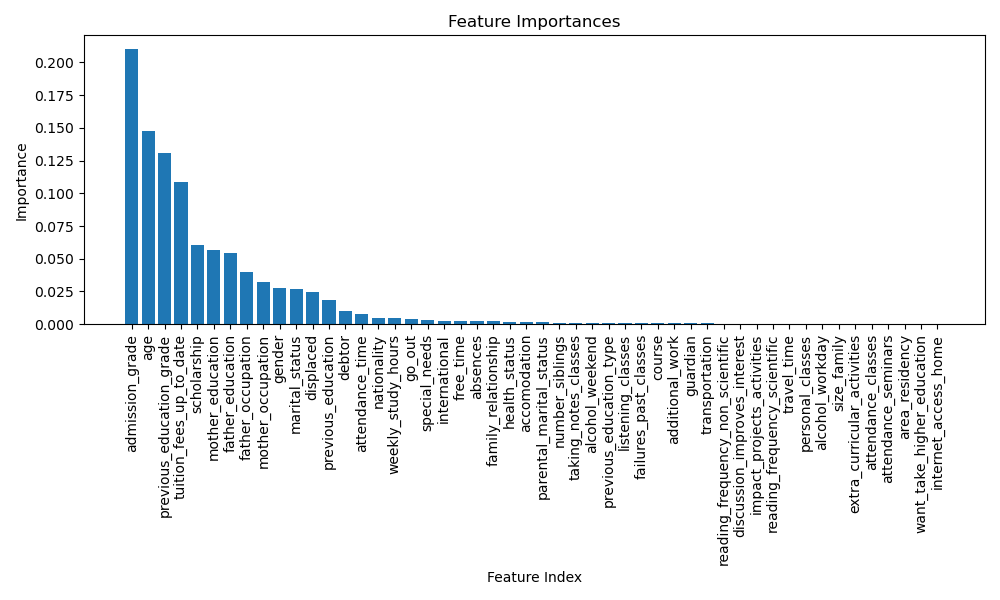 Feature Importances
Importance
0.200
0.175
0.150
0.125
0.100
0.075
0.050
0.025
0.000
admission_grade
age
previous_education_grade
tuition_fees_up_to_date
scholarship
mother_education
father_education
father_occupation
mother_occupation
gender
marital_status
displaced
previous_education
debtor
attendance_time
nationality
weekly_study_hours
go_out
special_needs
international
free_time
absences
family_relationship
health_status
accomodation
parental_marital_status
number_siblings
taking_notes_classes
alcohol_weekend
previous_education_type
listening_classes
failures_past_classes
course
additional_work
guardian
transportation
reading_frequency_non_scientific
discussion_improves_interest
impact_projects_activities
reading_frequency_scientific
travel_time
personal_classes
alcohol_workday
size_family
extra_curricular_activities
attendance_classes
attendance_seminars
area_residency
want_take_higher_education
internet_access_home
Feature Index